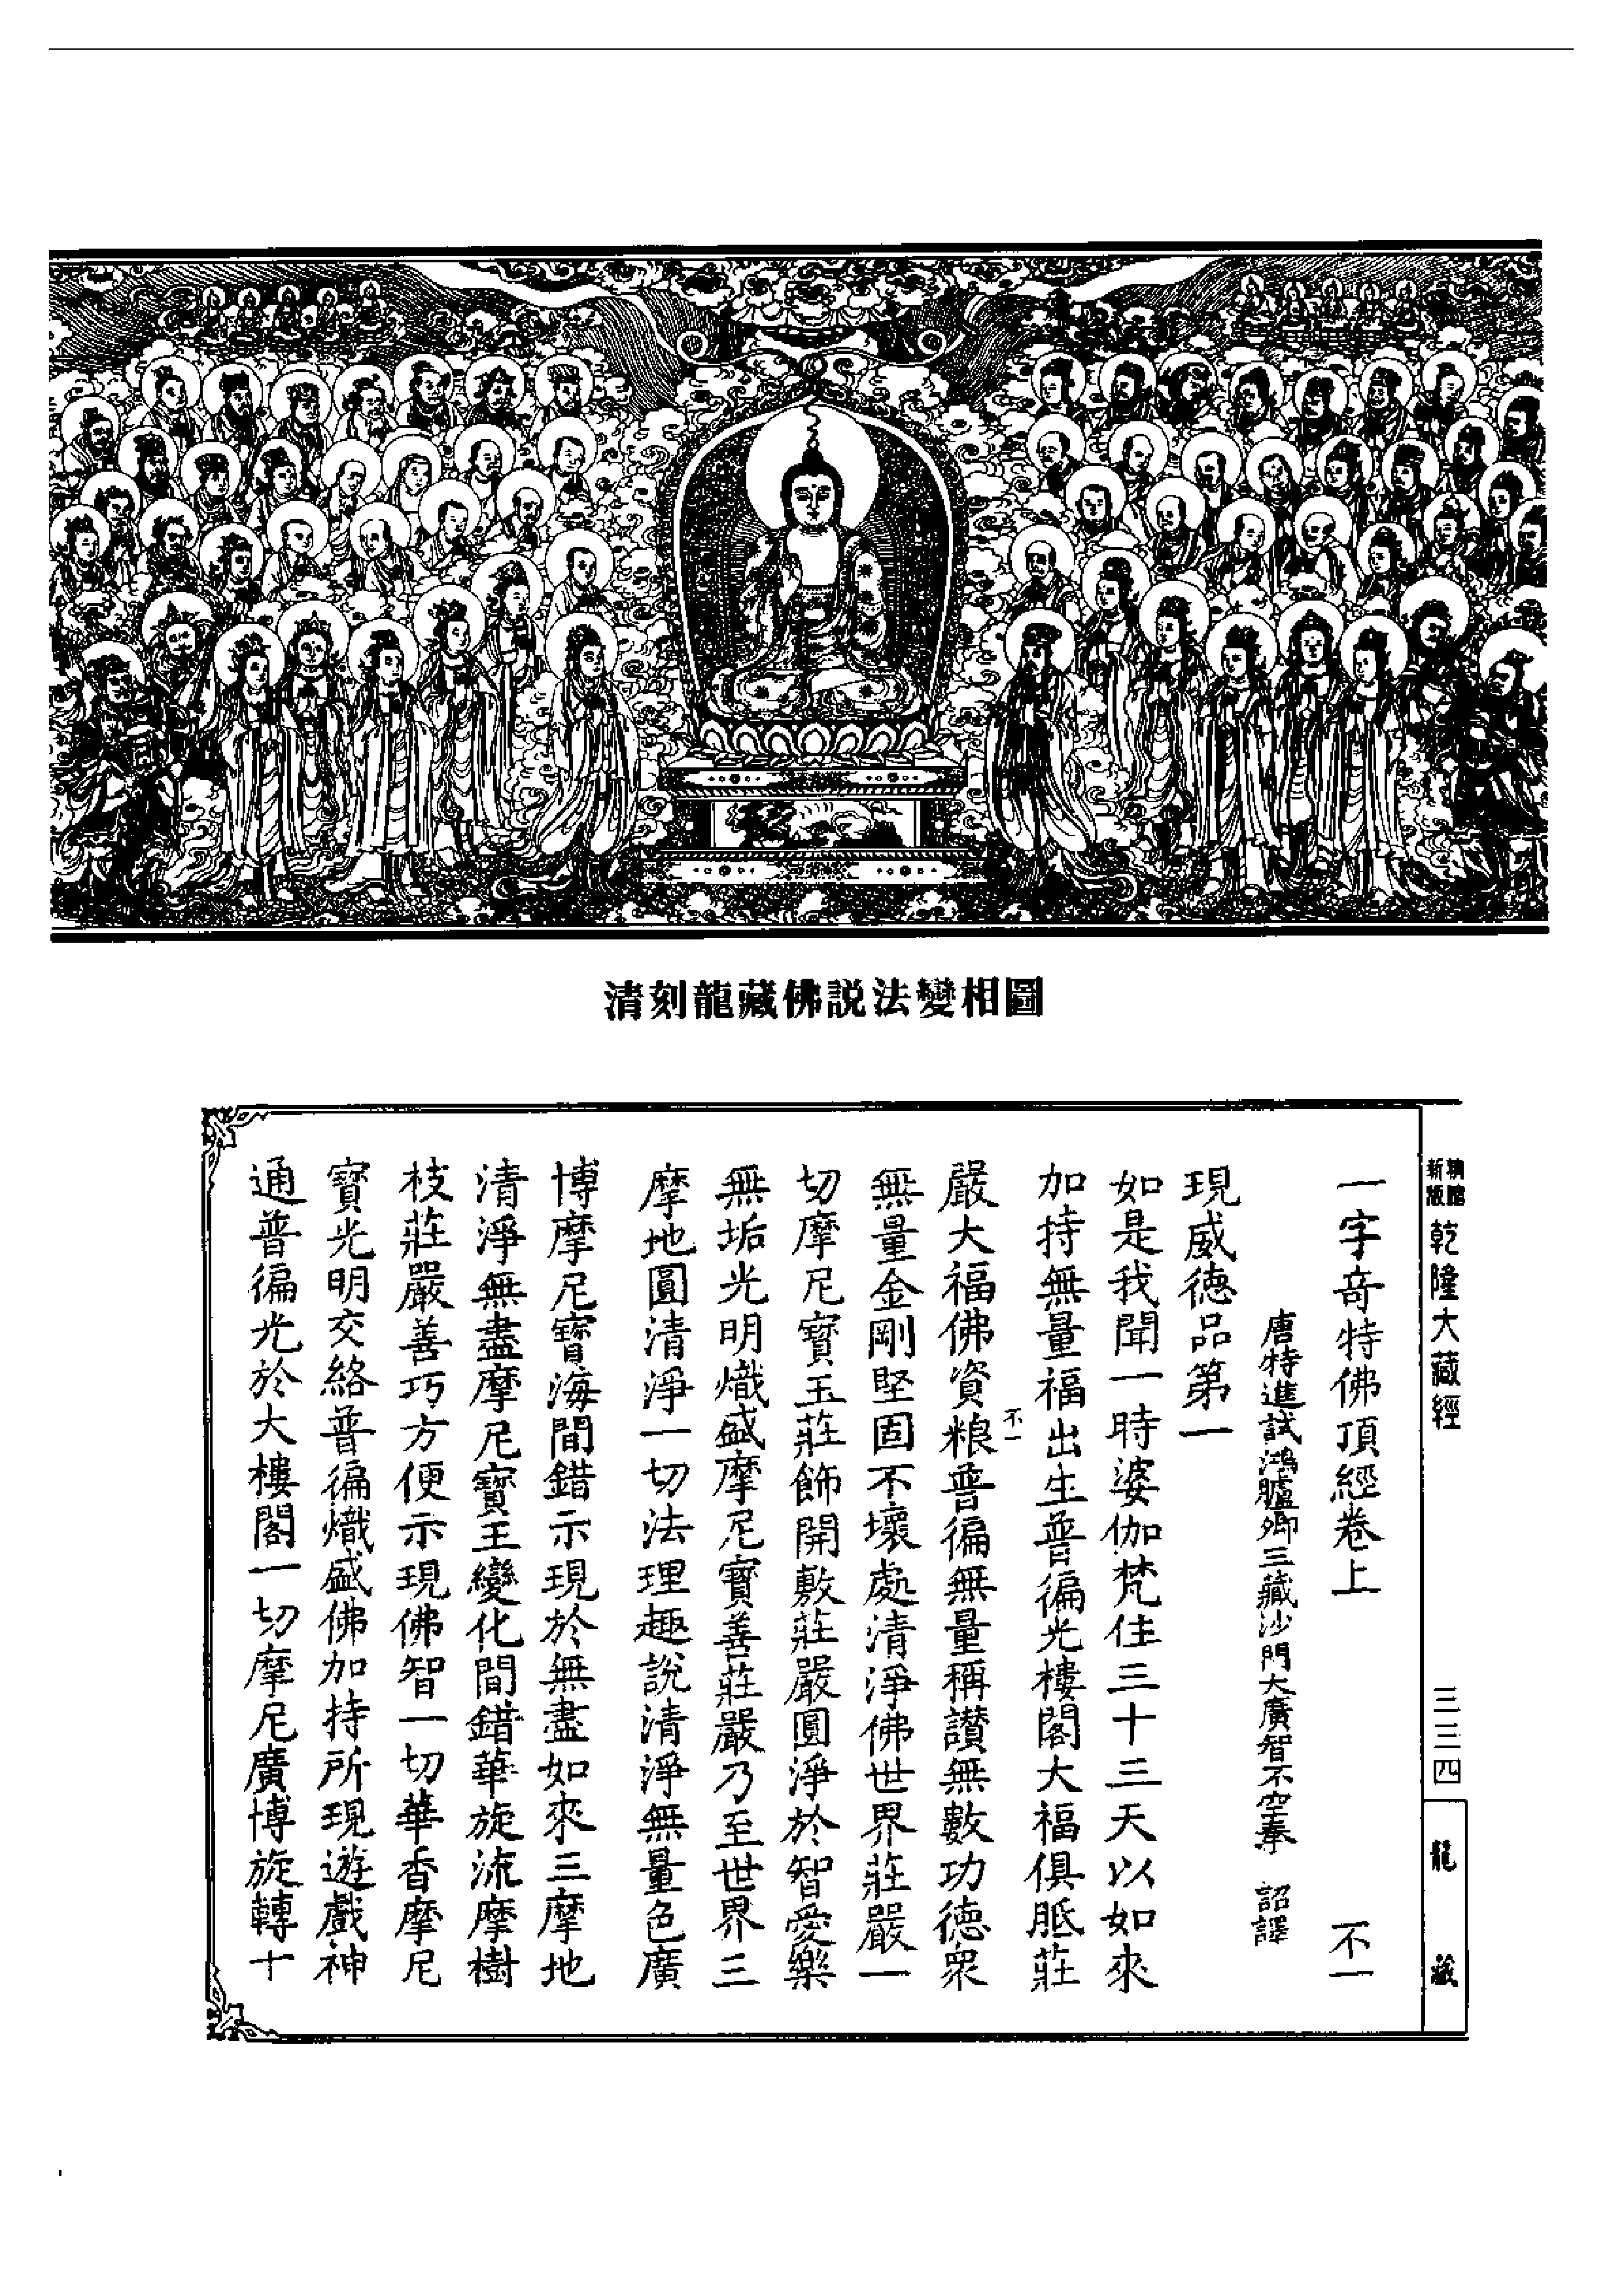 清刻龍藏佛説法變相圖
精縮
新版
乾隆大藏經
三三四
龍藏
一字奇特佛頂經卷上 不一
唐特進試鴻臚卿三藏沙門大廣智不空奉 詔譯
現威德品第一
如是我聞一時婆伽梵住三十三天以如來
加持無量福出生普徧光樓閣大福俱胝莊
不一
嚴大福佛資粮普徧無量稱讃無數功德衆
無量金剛堅固不壞處清淨佛世界莊嚴一
切摩尼寳玉莊飾開敷莊嚴圓淨於智愛樂
無垢光明熾盛摩尼寳善莊嚴乃至世界三
摩地圓清淨一切法理趣說清淨無量色廣
博摩尼寳海間錯示現於無盡如來三摩地
清淨無盡摩尼寳王變化間錯華旋流摩樹
枝莊嚴善巧方便示現佛智一切華香摩尼
寳光明交絡普徧熾盛佛加持所現遊戲神
通普徧光於大樓閣一切摩尼廣博旋轉十